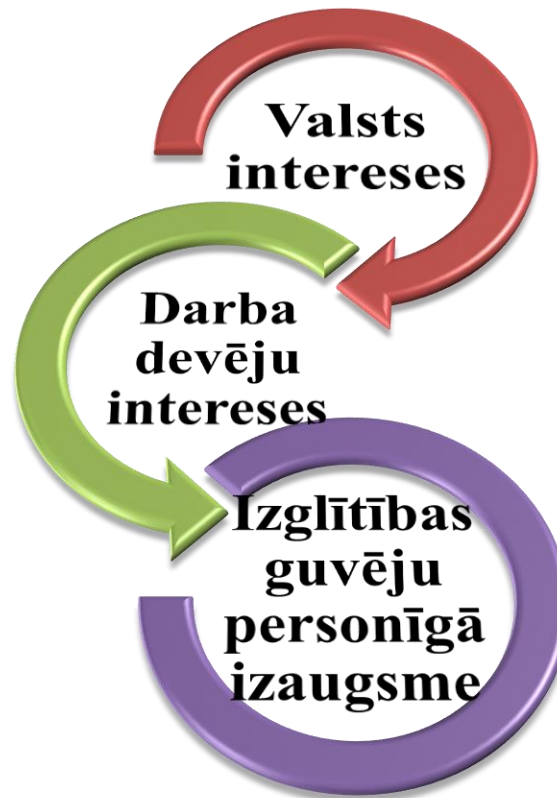 Valsts
intereses
Darba
devēju
intereses
Izglītības
guvēju
personīgā
izaugsme